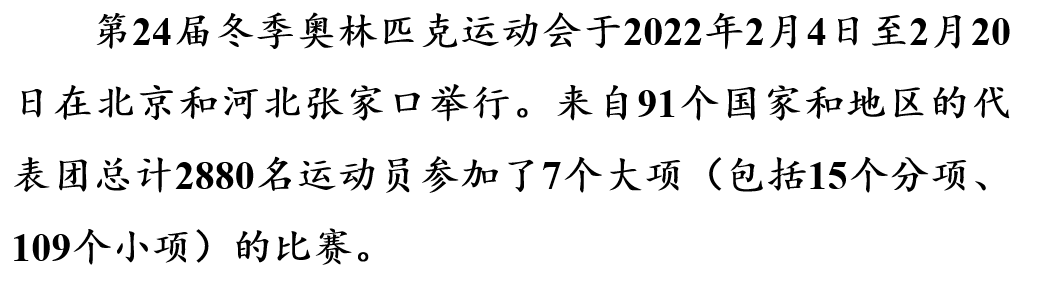 第24届冬季奥林匹克运动会于2022年2月4日至2月20
日在北京和河北张家口举行。来自91个国家和地区的代
表团总计2880名运动员参加了7个大项（包括15个分项、
109个小项）的比赛。